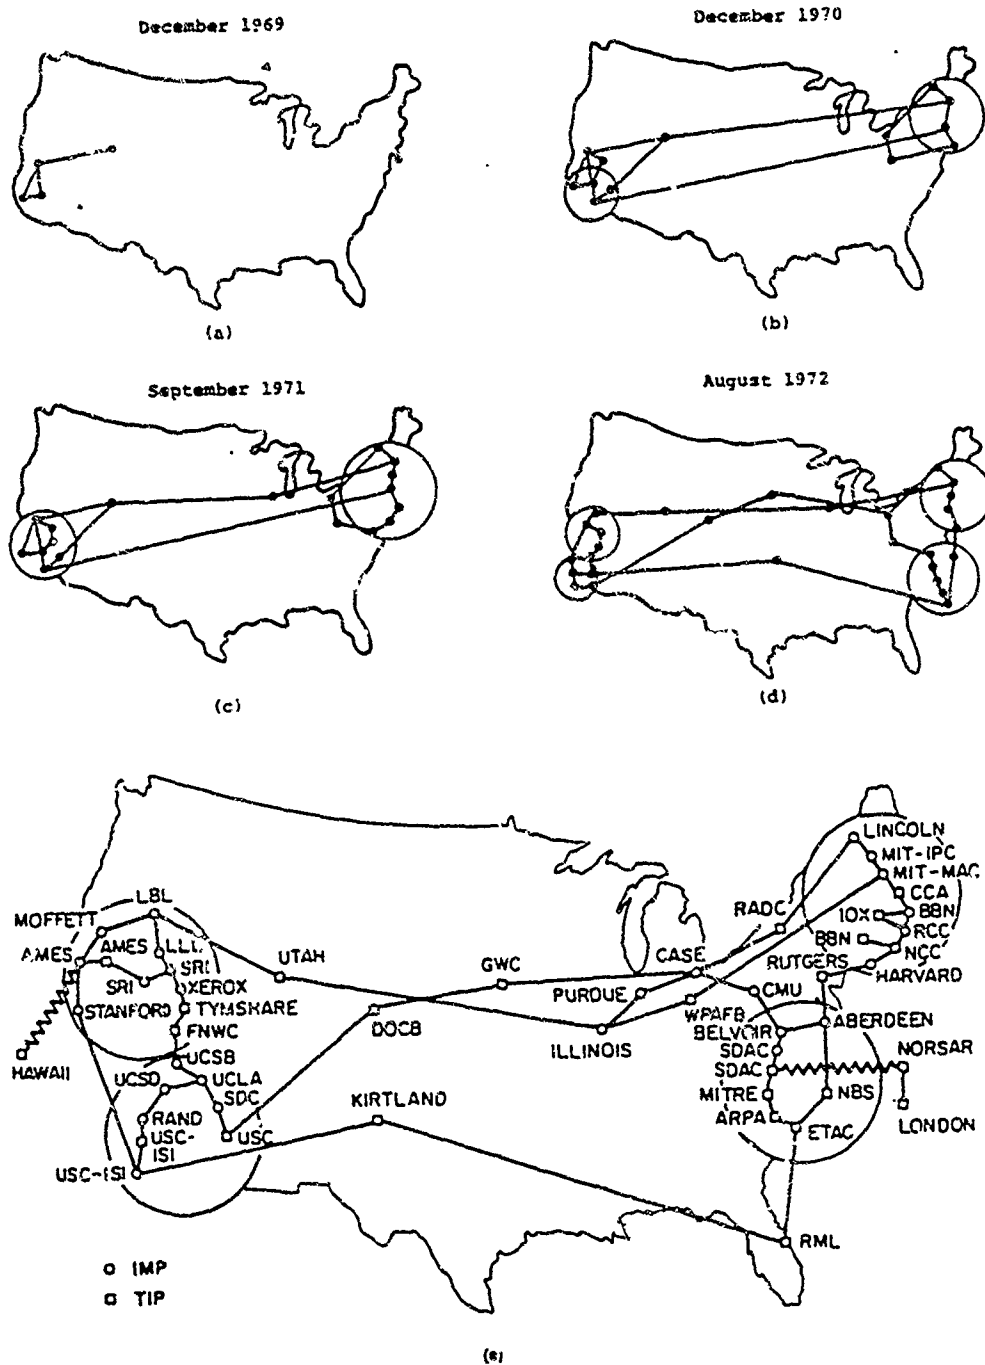 December 1969
December 1970
(a)
(b)
September 1971
August 1972
(c)
(d)
LINCOLN
MIT-IPC
MIT-MAC
LBL
CCA
MOFFETT
RADC
10X
BBN
RCC
AMES
AMES
LLL
BBN
NCC
SRI
UTAH
GWC
CASE
RUTGERS
HARVARD
SRI
XEROX
PURDUE
CMU
STANFORD
TYMSHARE
DOCB
WPAFB
FNWC
ILLINOIS
BELVOIR
ABERDEEN
HAWAII
UCSB
SDAC
NORSAR
UCSD
UCLA
SDAC
SDC
KIRTLAND
MITRE
NBS
RAND
ARPA
LONDON
USC-
ISI
USC
ETAC
USC-ISI
RML
IMP
TIP